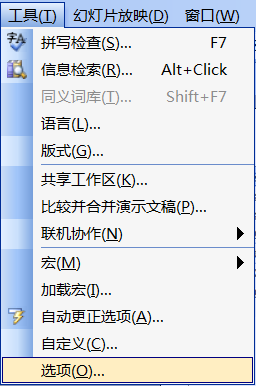 工具(T) 幻灯片放映(D) 窗口(W)
拼写检查(S)... F7
信息检索(R)... Alt+Click
同义词库(T)... Shift+F7
语言(L)...
版式(G)...
共享工作区(K)...
比较并合并演示文稿(P)...
联机协作(N)
宏(M)
加载宏(I)...
自动更正选项(A)...
自定义(C)...
选项(O)...